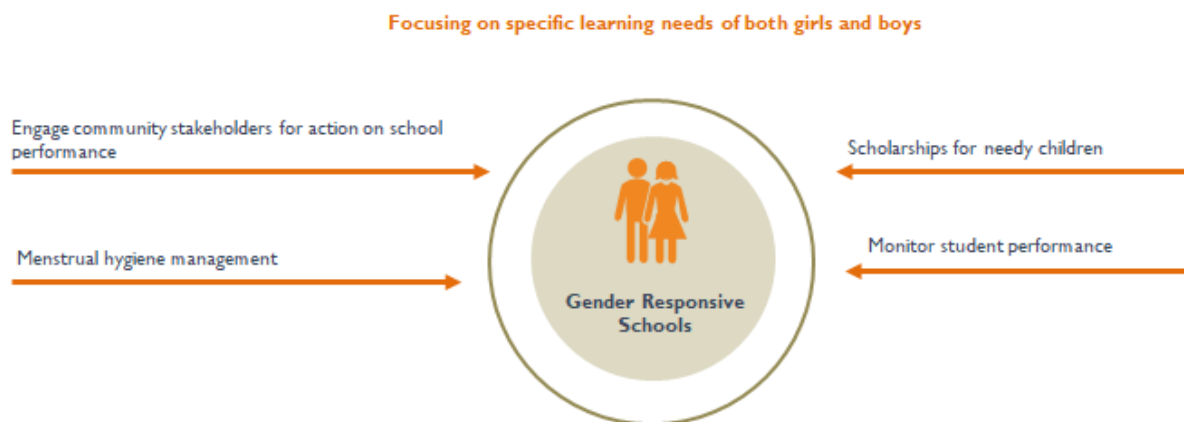 Focusing on specific learning needs of both girls and boys
Engage community stakeholders for action on school
performance
Scholarships for needy children
Menstrual hygiene management
Monitor student performance
Gender Responsive
Schools